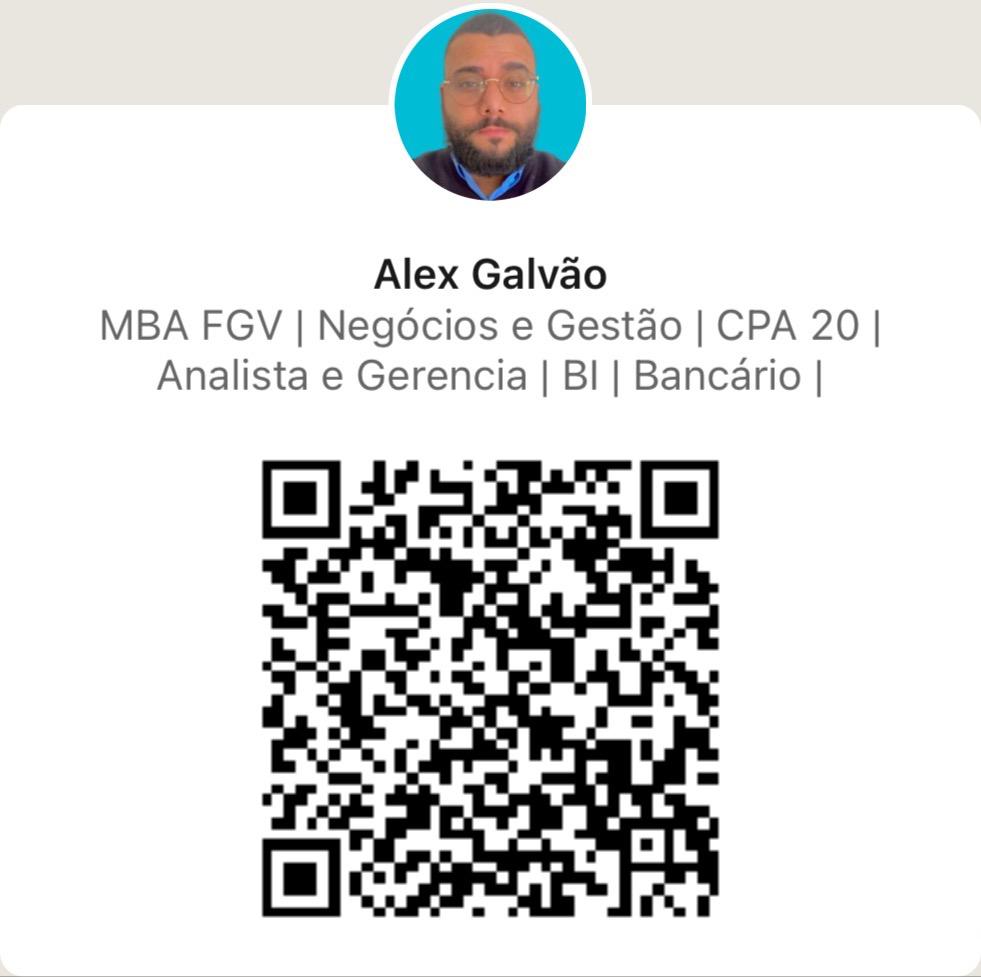 Alex Galvão
MBA FGV | Negócios e Gestão | CPA 20 |
Analista e Gerencia | BI | Bancário |